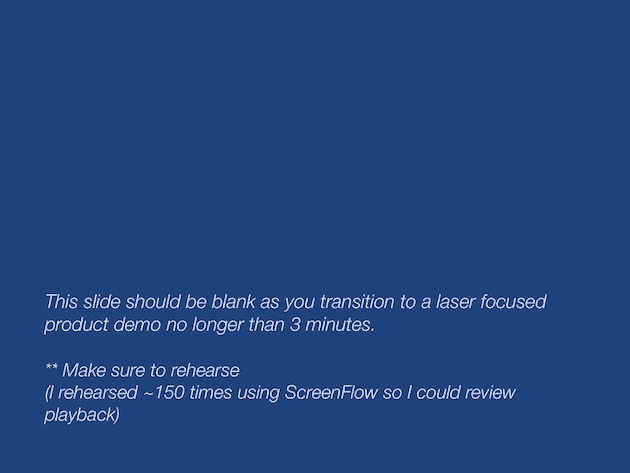 This slide should be blank as you transition to a laser focused
product demo no longer than 3 minutes.
** Make sure to rehearse
(I rehearsed ~150 times using ScreenFlow so I could review
playback)